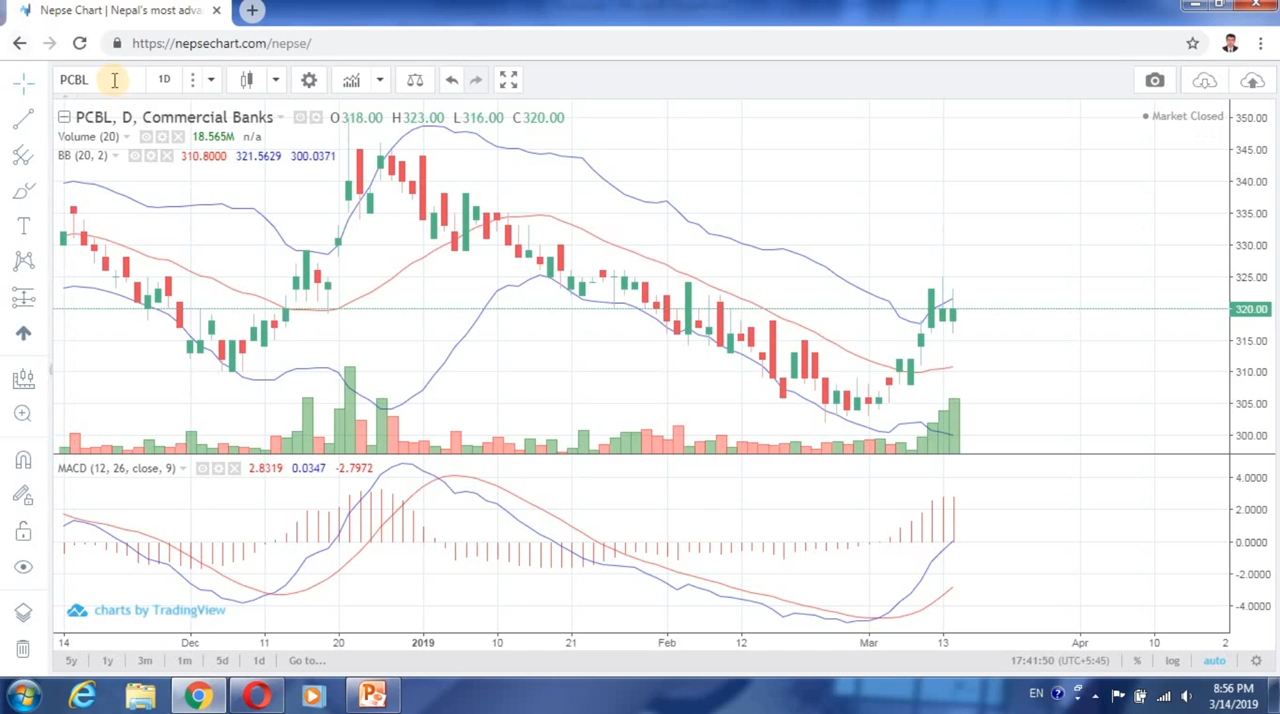 Nepse Chart | Nepal's most adva
https://nepsechart.com/nepse/
PCBL 1D
PCBL, D, Commercial Banks O318.00 H323.00 L316.00 C320.00
Market Closed
Volume (20) 18.565M n/a
BB (20, 2) 310.8000 321.5629 300.0371
350.00
345.00
340.00
335.00
330.00
325.00
320.00
315.00
310.00
305.00
300.00
MACD (12, 26, close, 9) 2.8319 0.0347 -2.7972
4.0000
2.0000
0.0000
-2.0000
-4.0000
charts by TradingView
14 Dec 11 20 2019 10 21 Feb 12 Mar 13 Apr 10 2
5y 1y 3m 1m 5d 1d Go to... 17:41:50 (UTC+5:45) % log auto
EN 8:56 PM
3/14/2019